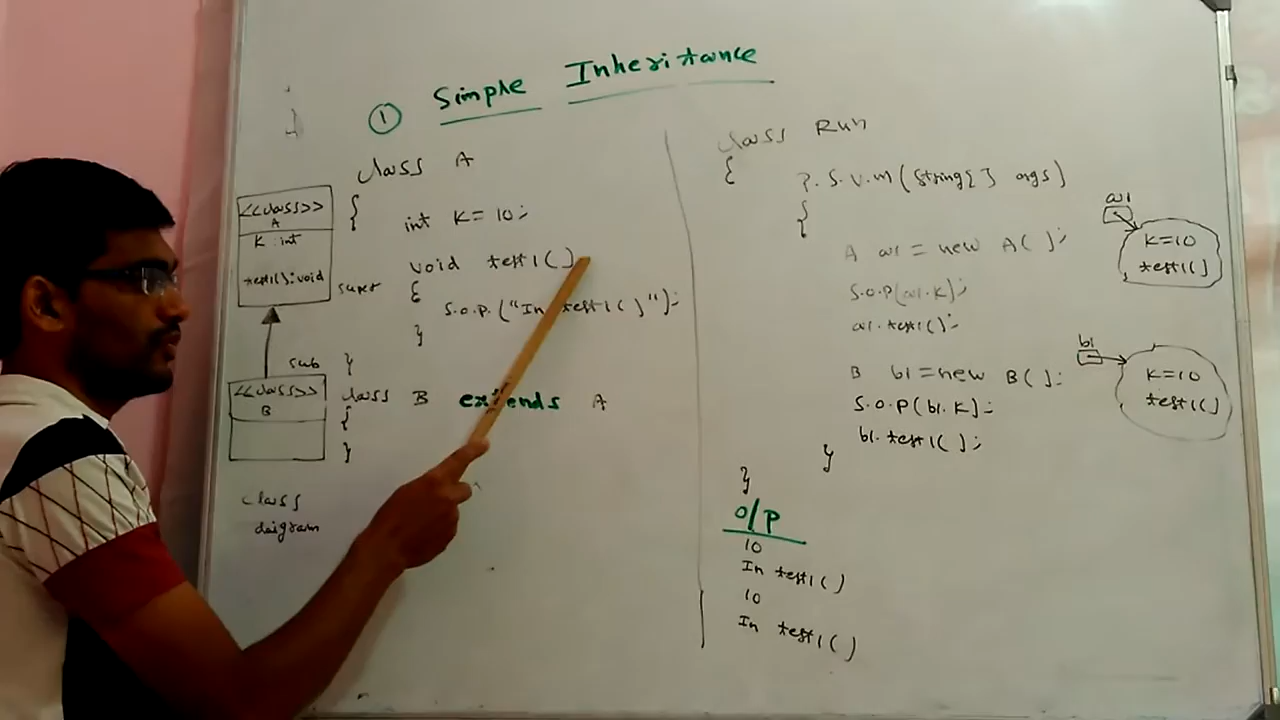 ① Simple Inheritance
class A
{
int K = 10;
void test1()
{
S.O.P.("In test1()");
}
}
class B extends A
{
}
<<class>>
A
K : int
test1():void
super
sub
<<class>>
B
class
daigram
class Run
{
P.S.V.M(String[] args)
{
A a1 = new A();
S.O.P(a1.K);
a1.test1();
B b1 = new B();
S.O.P(b1.K);
b1.test1();
}
}
a1
K=10
test1()
b1
K=10
test1()
O/P
10
In test1()
10
In test1()